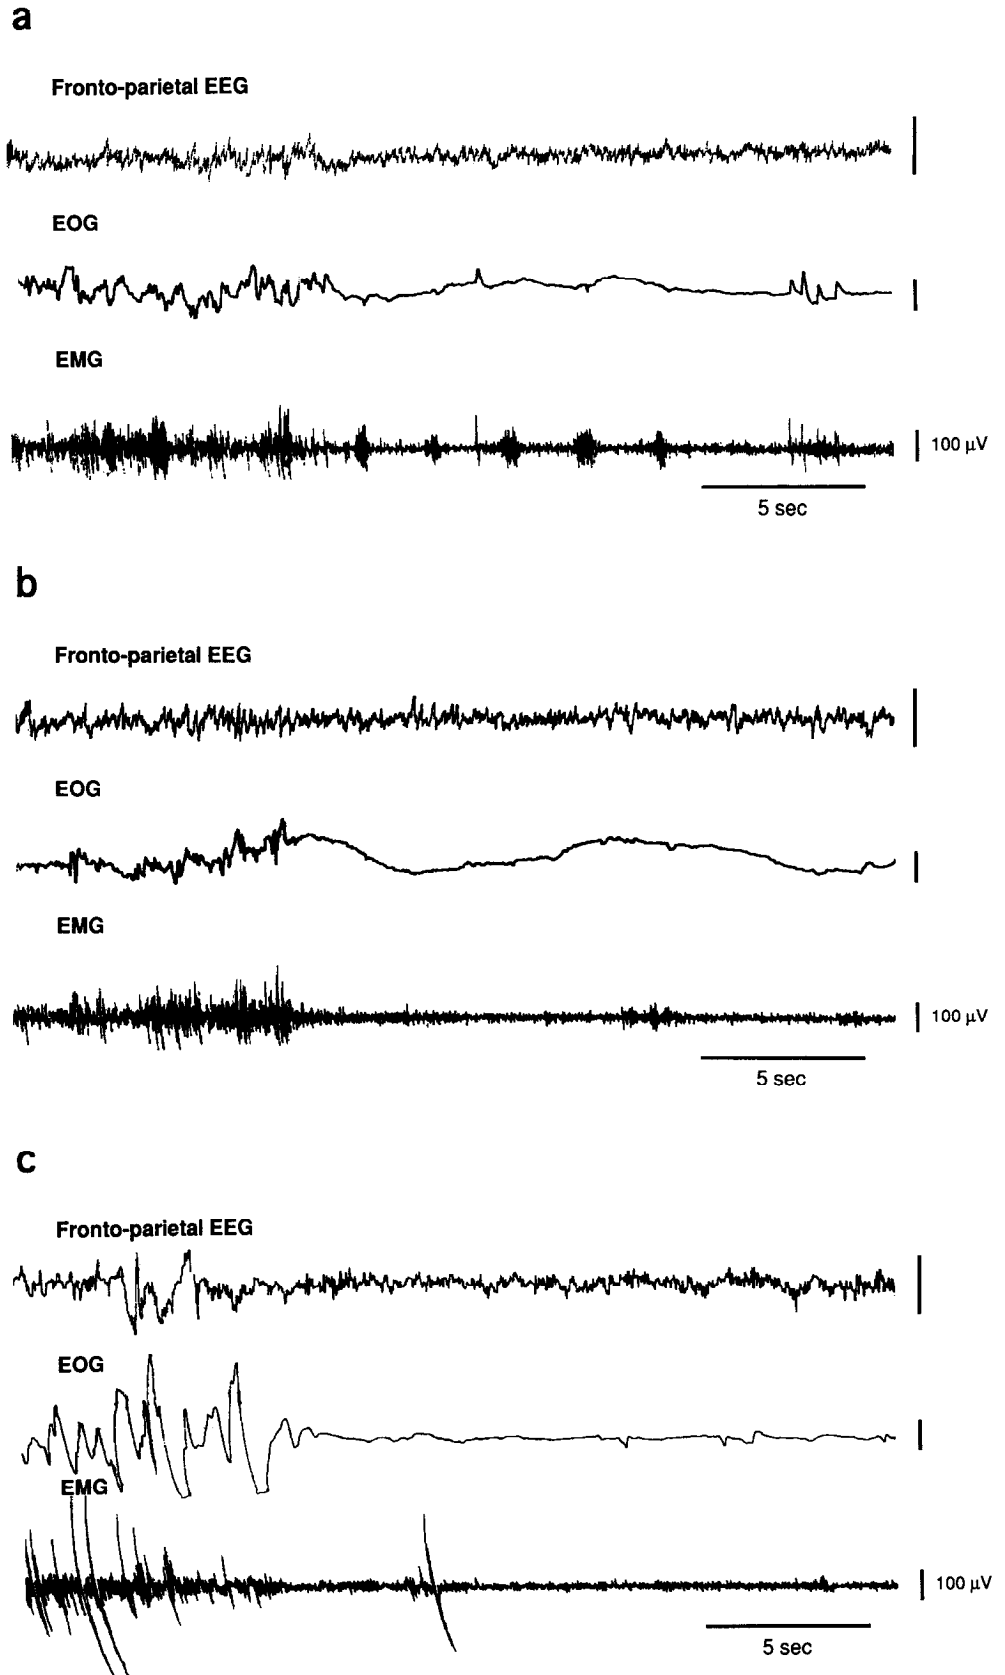 a
Fronto-parietal EEG
EOG
EMG
100 μV
5 sec
b
Fronto-parietal EEG
EOG
EMG
100 μV
5 sec
c
Fronto-parietal EEG
EOG
EMG
100 μV
5 sec